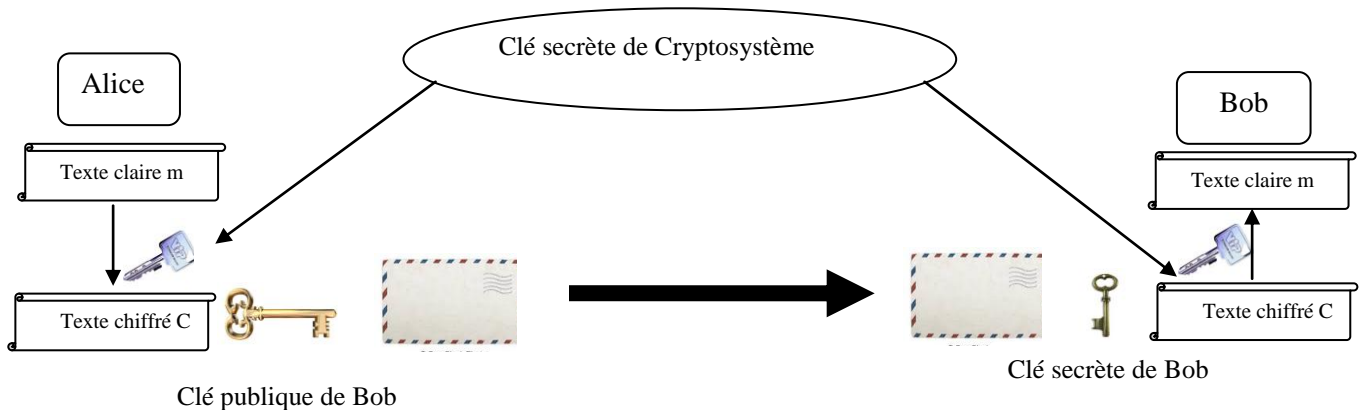 Clé secrète de Cryptosystème
Alice
Bob
Texte claire m
Texte claire m
Texte chiffré C
Texte chiffré C
Clé secrète de Bob
Clé publique de Bob